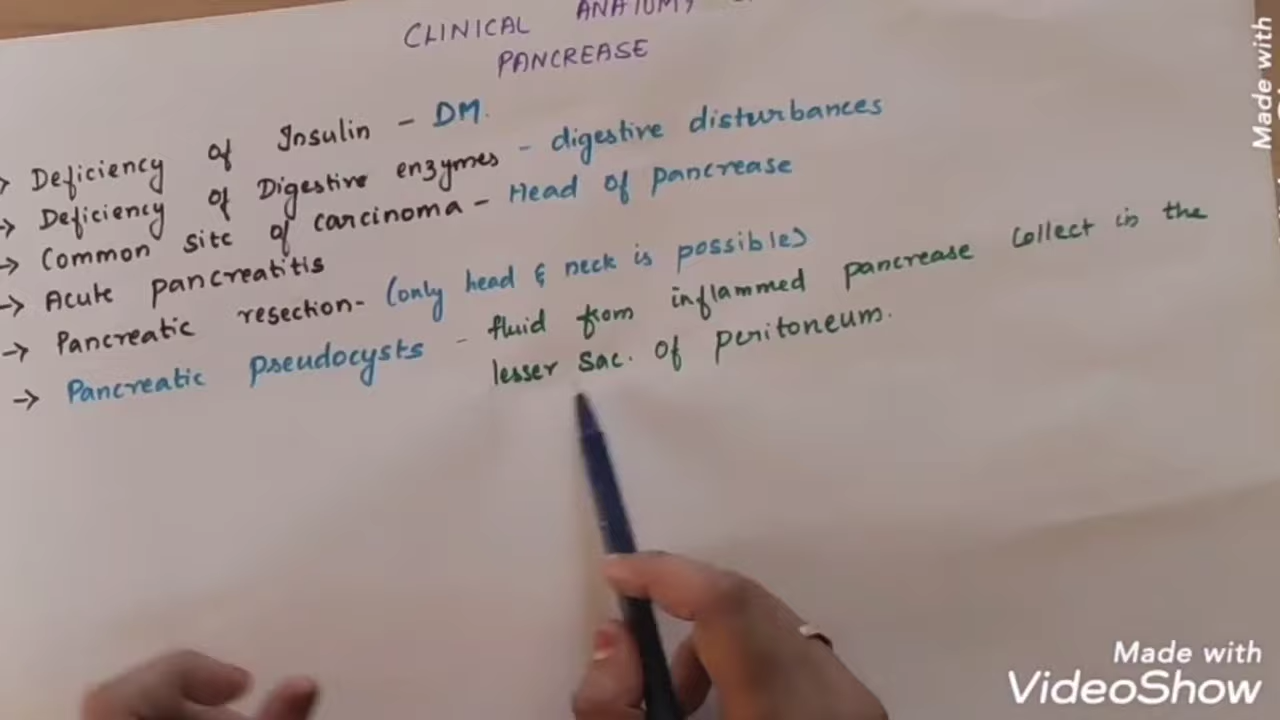 CLINICAL ANATOMY
PANCREASE
→ Deficiency of Insulin - DM.
→ Deficiency of Digestive enzymes - digestive disturbances
→ Common site of carcinoma - Head of pancrease
→ Acute pancreatitis
→ Pancreatic resection- (only head & neck is possible)
→ Pancreatic pseudocysts - fluid from inflammed pancrease collect in the
lesser sac. of peritoneum.
Made with
Made with
VideoShow